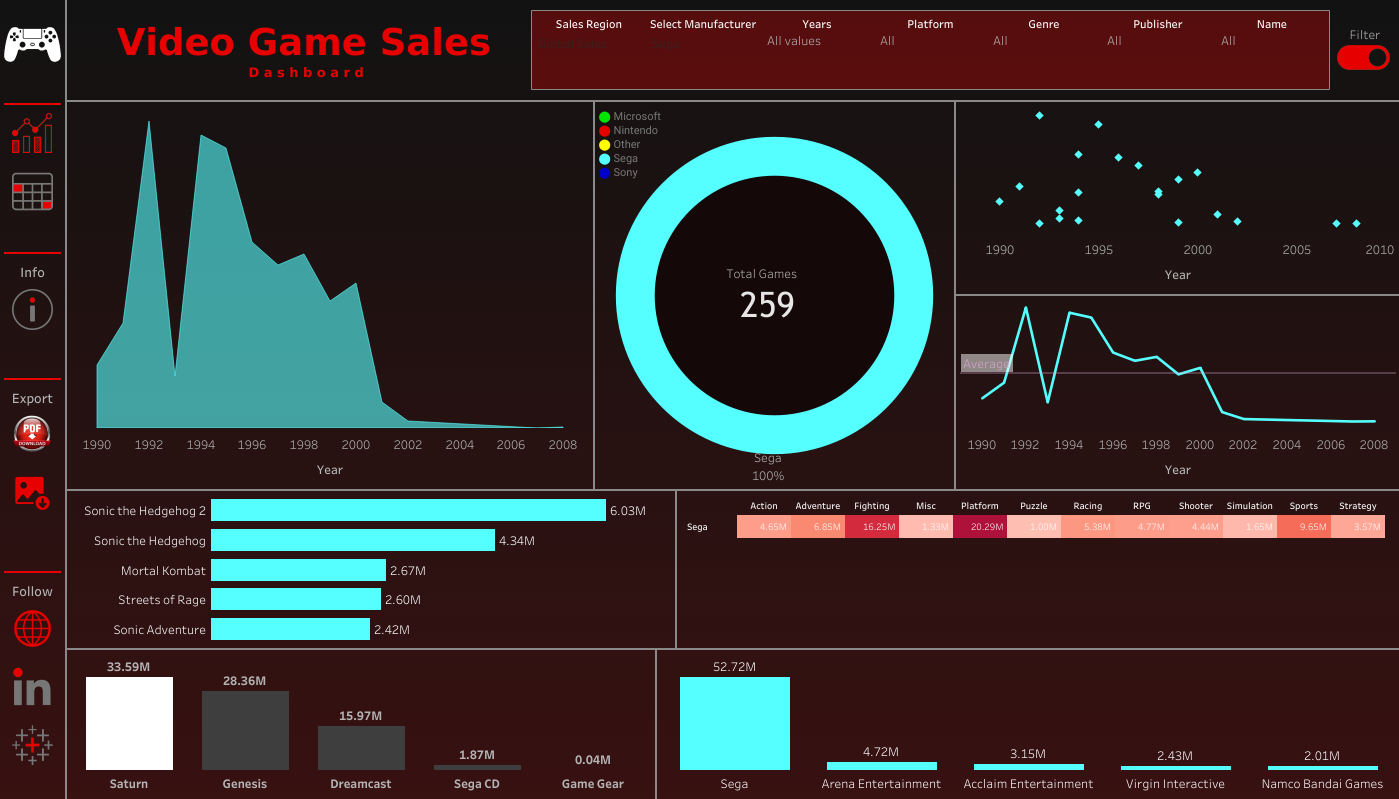 Video Game Sales
Dashboard
Sales Region Select Manufacturer Years Platform Genre Publisher Name
All values All All All All
Filter
Info
Export
PDF
DOWNLOAD
Follow
in
Microsoft
Nintendo
Other
Sega
Sony
Total Games
259
Sega
100%
1990 1992 1994 1996 1998 2000 2002 2004 2006 2008
Year
1990 1995 2000 2005 2010
Year
Average
1990 1992 1994 1996 1998 2000 2002 2004 2006 2008
Year
Sonic the Hedgehog 2 6.03M
Sonic the Hedgehog 4.34M
Mortal Kombat 2.67M
Streets of Rage 2.60M
Sonic Adventure 2.42M
Action Adventure Fighting Misc Platform Puzzle Racing RPG Shooter Simulation Sports Strategy
Sega 4.65M 6.85M 16.25M 1.33M 20.29M 1.00M 5.38M 4.77M 4.44M 1.65M 9.65M 3.57M
33.59M 28.36M 15.97M 1.87M 0.04M
Saturn Genesis Dreamcast Sega CD Game Gear
52.72M 4.72M 3.15M 2.43M 2.01M
Sega Arena Entertainment Acclaim Entertainment Virgin Interactive Namco Bandai Games